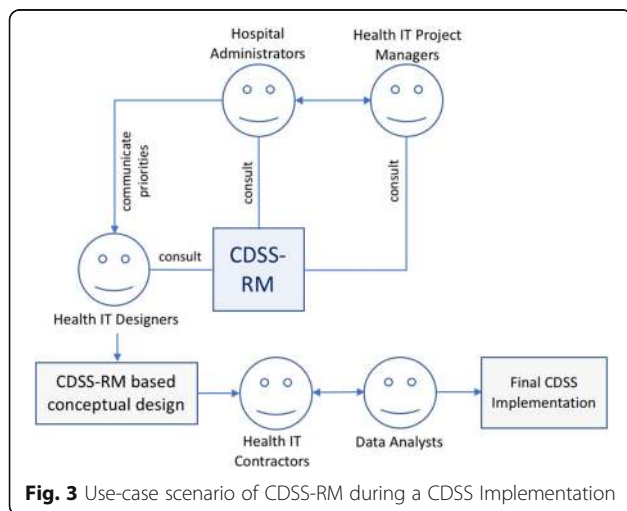 Hospital
Administrators
Health IT Project
Managers
communicate
priorities
consult
consult
consult
CDSS-
RM
Health IT Designers
CDSS-RM based
conceptual design
Health IT
Contractors
Data Analysts
Final CDSS
Implementation
Fig. 3 Use-case scenario of CDSS-RM during a CDSS Implementation